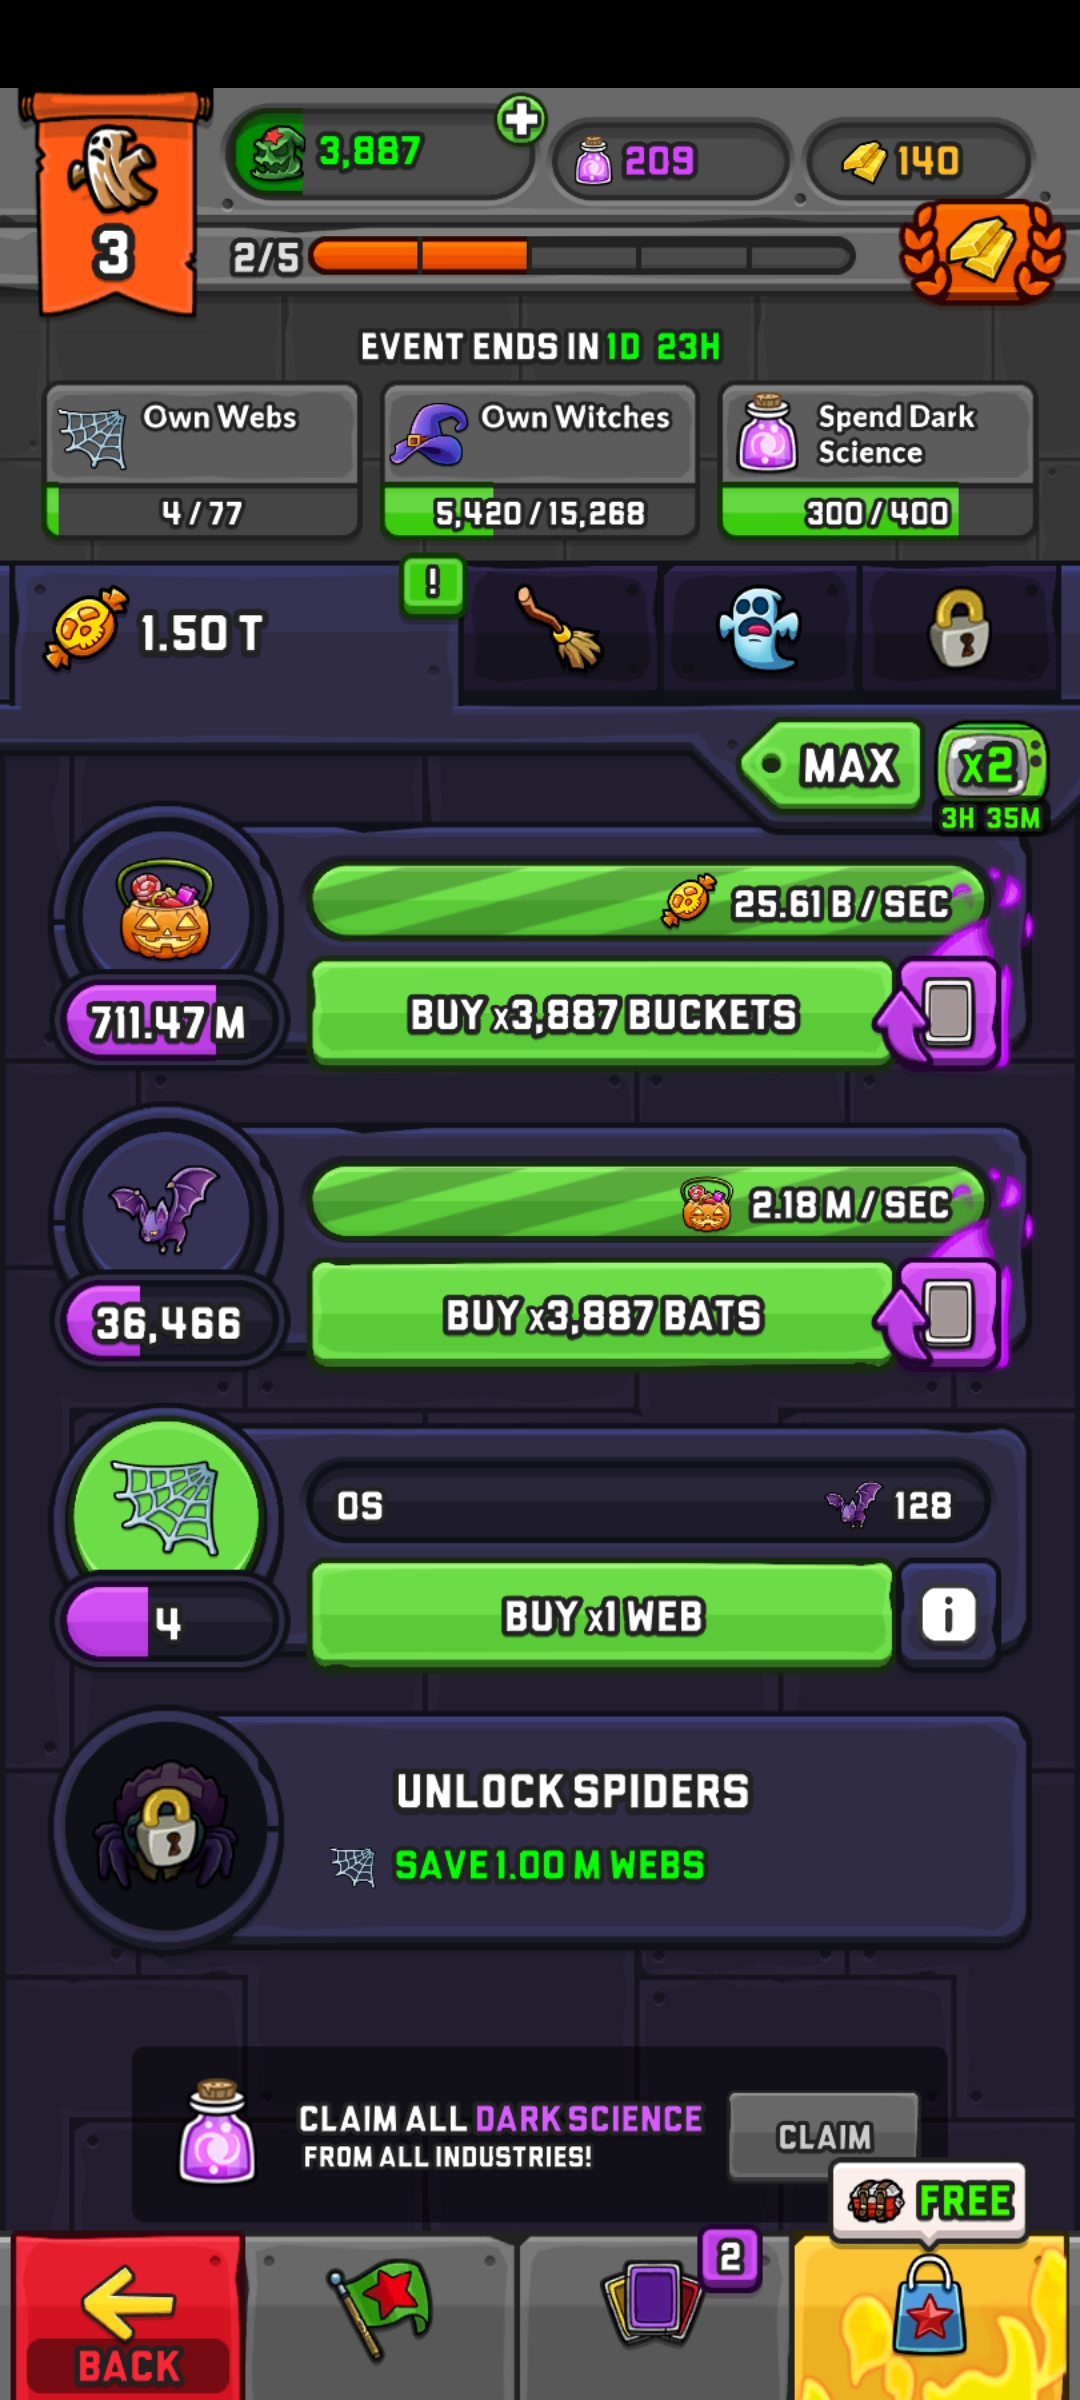 3,887
209
140
3
2/5
EVENT ENDS IN 1D 23H
Own Webs
4/77
Own Witches
5,420/15,268
Spend Dark
Science
300/400
1.50 T
!
MAX
x2
3H 35M
25.61 B/SEC
711.47 M
BUY x3,887 BUCKETS
2.18 M/SEC
36,466
BUY x3,887 BATS
0S
128
4
BUY x1 WEB
i
UNLOCK SPIDERS
SAVE 1.00 M WEBS
CLAIM ALL DARK SCIENCE
FROM ALL INDUSTRIES!
CLAIM
FREE
2
BACK